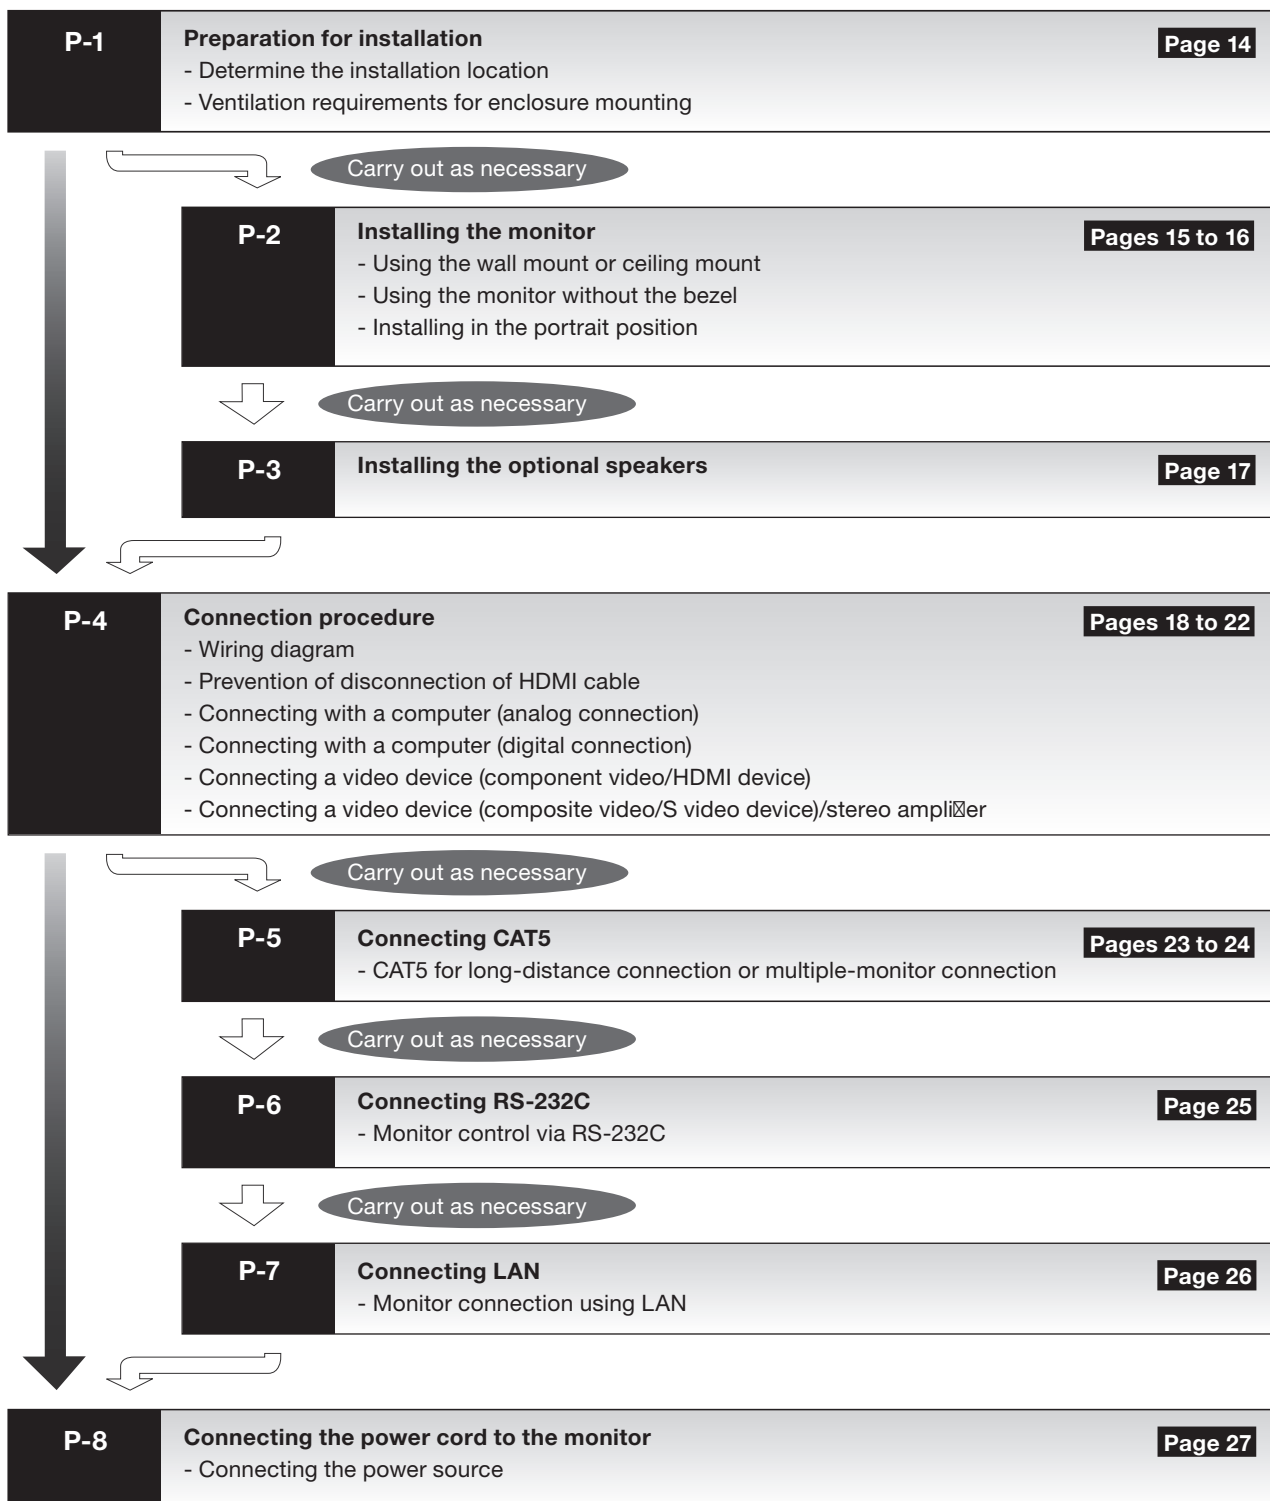 P-1
Preparation for installation
Page 14
- Determine the installation location
- Ventilation requirements for enclosure mounting
Carry out as necessary
P-2
Installing the monitor
Pages 15 to 16
- Using the wall mount or ceiling mount
- Using the monitor without the bezel
- Installing in the portrait position
Carry out as necessary
P-3
Installing the optional speakers
Page 17
P-4
Connection procedure
Pages 18 to 22
- Wiring diagram
- Prevention of disconnection of HDMI cable
- Connecting with a computer (analog connection)
- Connecting with a computer (digital connection)
- Connecting a video device (component video/HDMI device)
- Connecting a video device (composite video/S video device)/stereo ampli☒er
Carry out as necessary
P-5
Connecting CAT5
Pages 23 to 24
- CAT5 for long-distance connection or multiple-monitor connection
Carry out as necessary
P-6
Connecting RS-232C
Page 25
- Monitor control via RS-232C
Carry out as necessary
P-7
Connecting LAN
Page 26
- Monitor connection using LAN
P-8
Connecting the power cord to the monitor
Page 27
- Connecting the power source